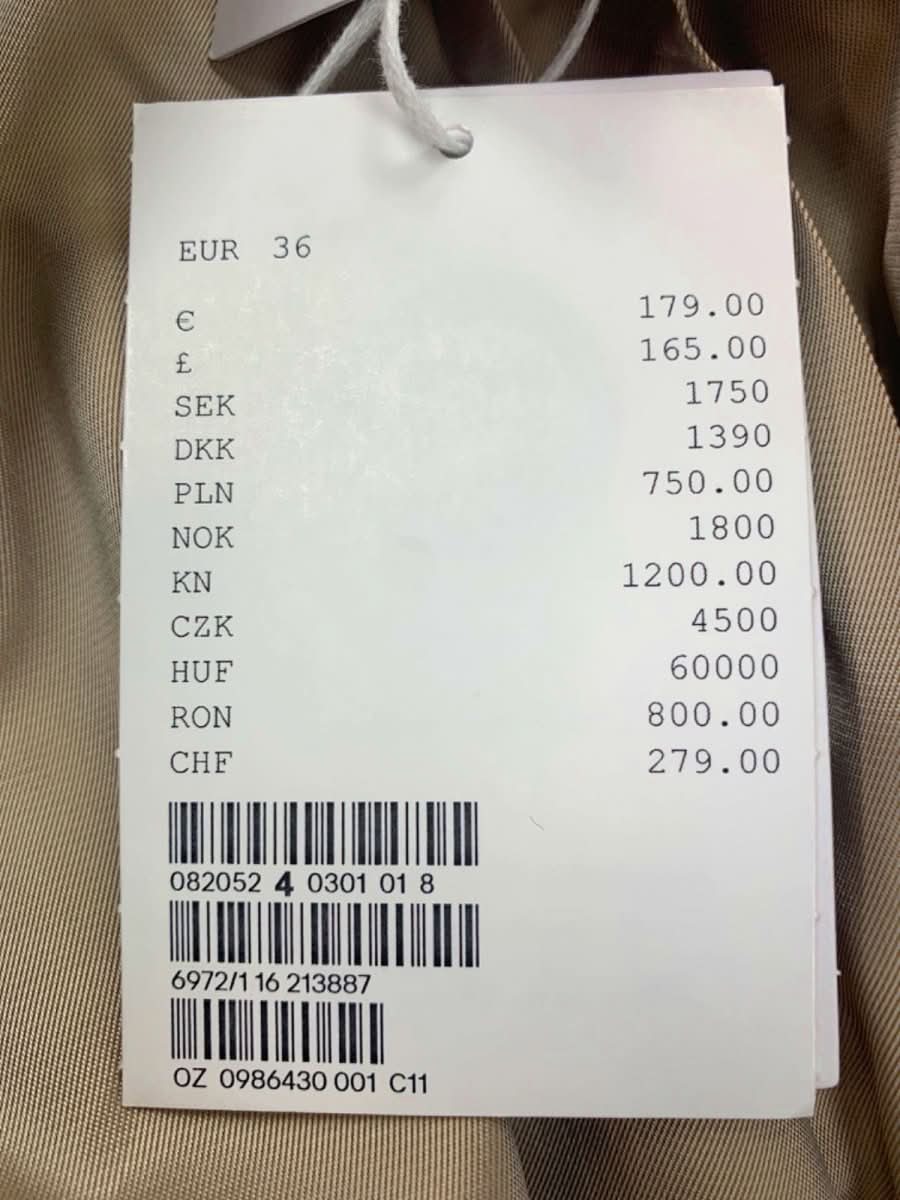 EUR 36
€ 179.00
£ 165.00
SEK 1750
DKK 1390
PLN 750.00
NOK 1800
KN 1200.00
CZK 4500
HUF 60000
RON 800.00
CHF 279.00
082052 4 0301 01 8
6972/1 16 213887
OZ 0986430 001 C11